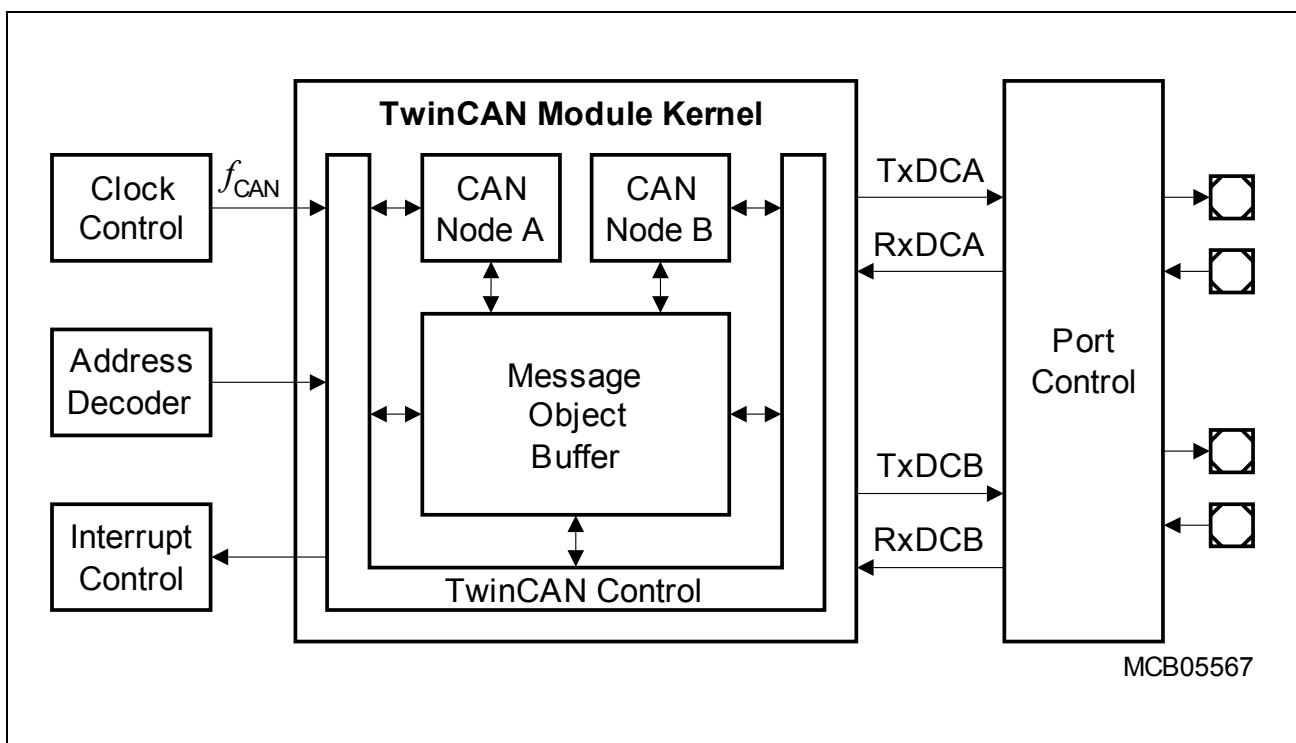 TwinCAN Module Kernel
Clock
Control
fCAN
CAN
Node A
CAN
Node B
TxDCA
RxDCA
Address
Decoder
Message
Object
Buffer
Port
Control
TxDCB
RxDCB
Interrupt
Control
TwinCAN Control
MCB05567